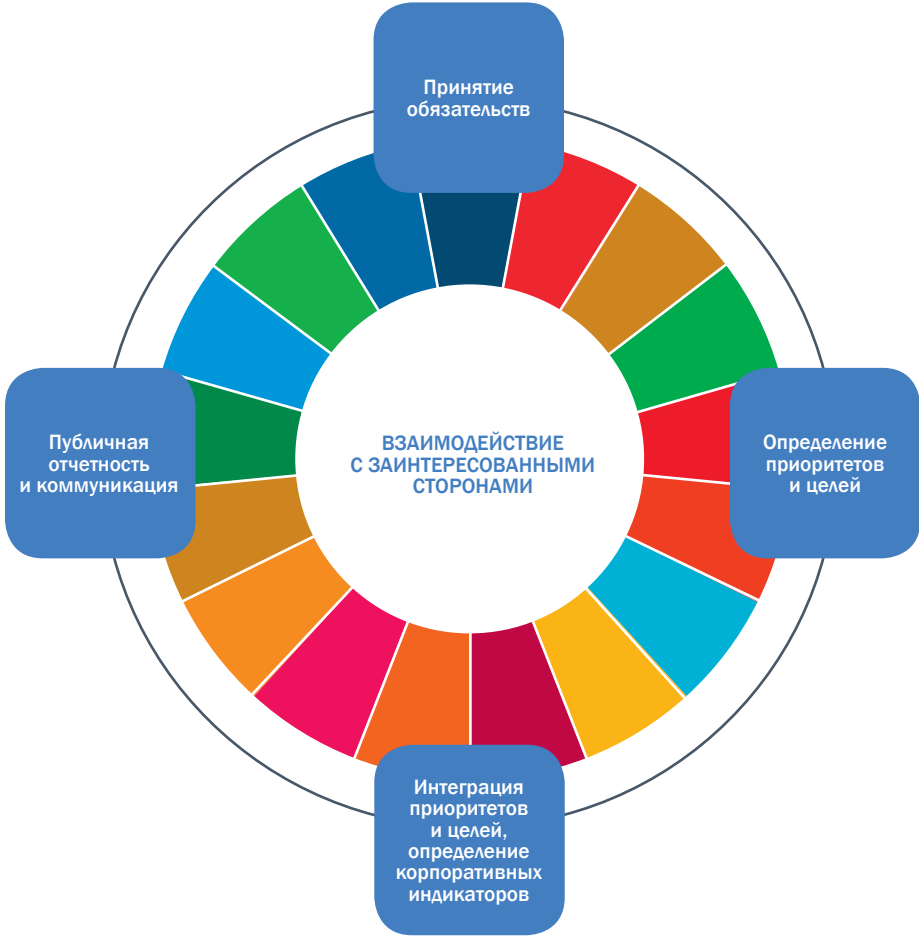 Принятие
обязательств
Публичная
отчетность
и коммуникация
ВЗАИМОДЕЙСТВИЕ
С ЗАИНТЕРЕСОВАННЫМИ
СТОРОНАМИ
Определение
приоритетов
и целей
Интеграция
приоритетов
и целей,
определение
корпоративных
индикаторов